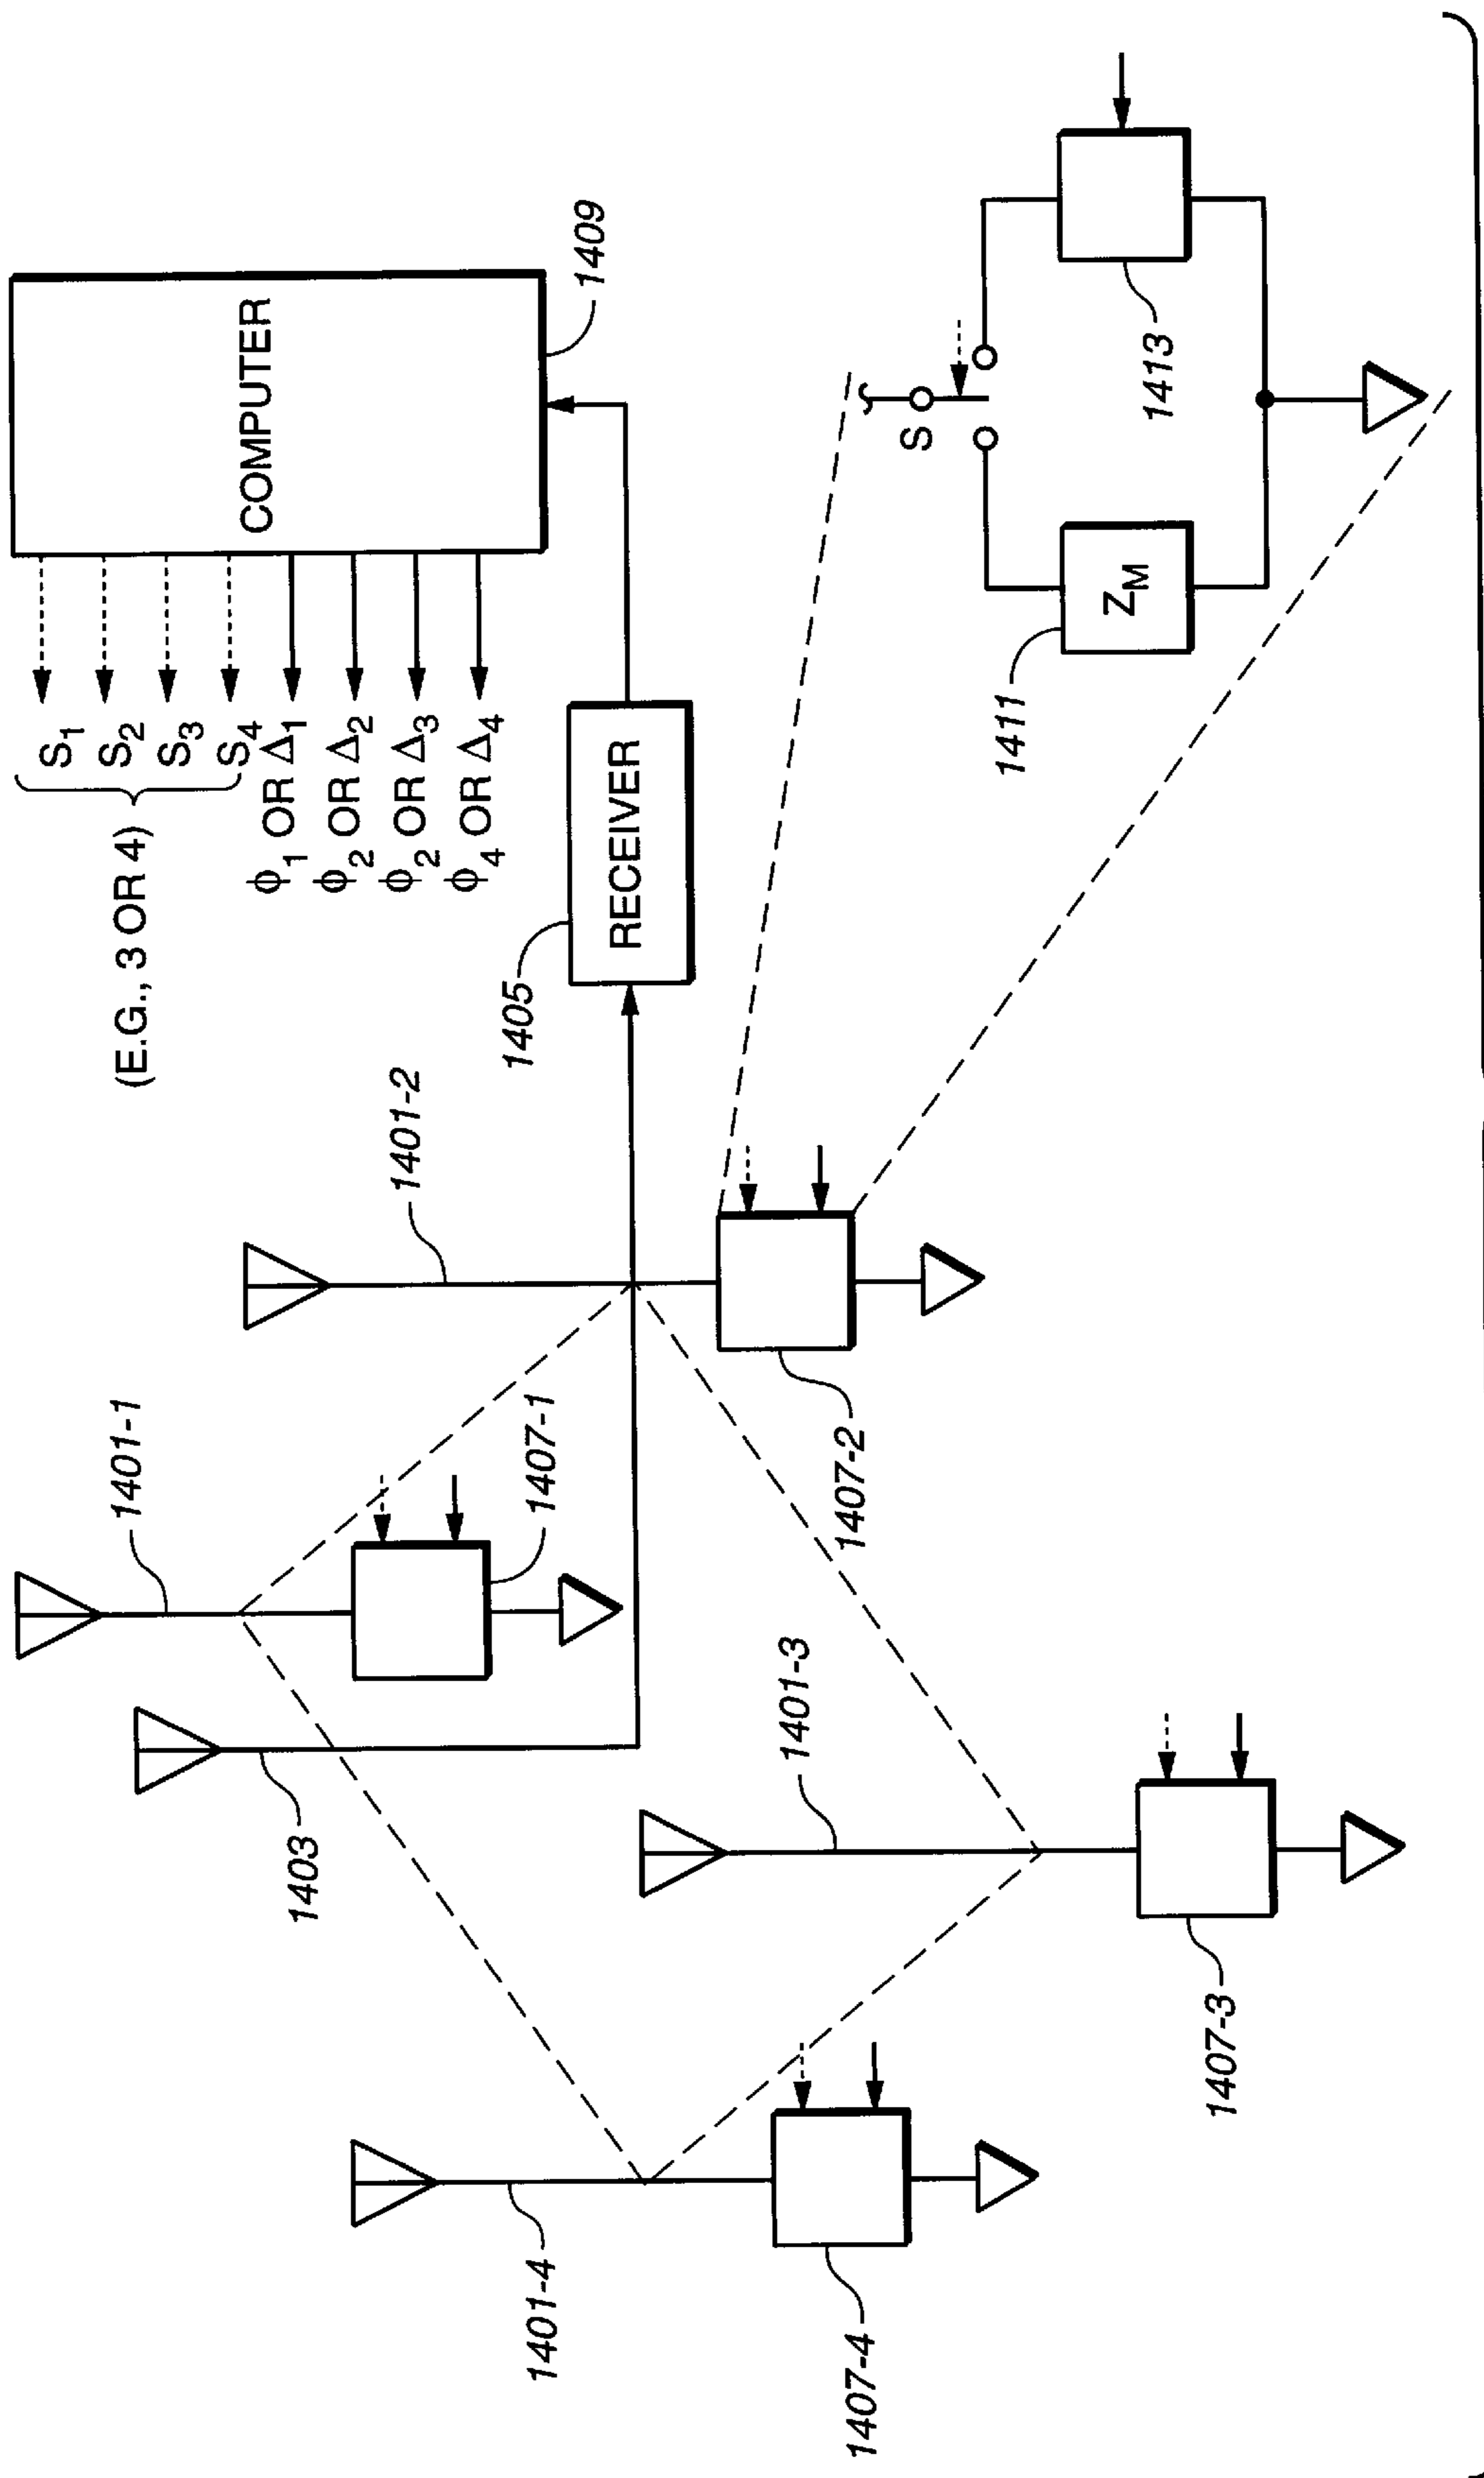 S1
S2
S3
S4
(E.G., 3 OR 4)
ϕ1 OR Δ1
ϕ2 OR Δ2
ϕ2 OR Δ3
ϕ4 OR Δ4
COMPUTER
1409
1405
RECEIVER
1401-1
1401-2
1403
1407-1
1401-3
1407-2
1401-4
1407-4
1407-3
S
1411
ZM
1413